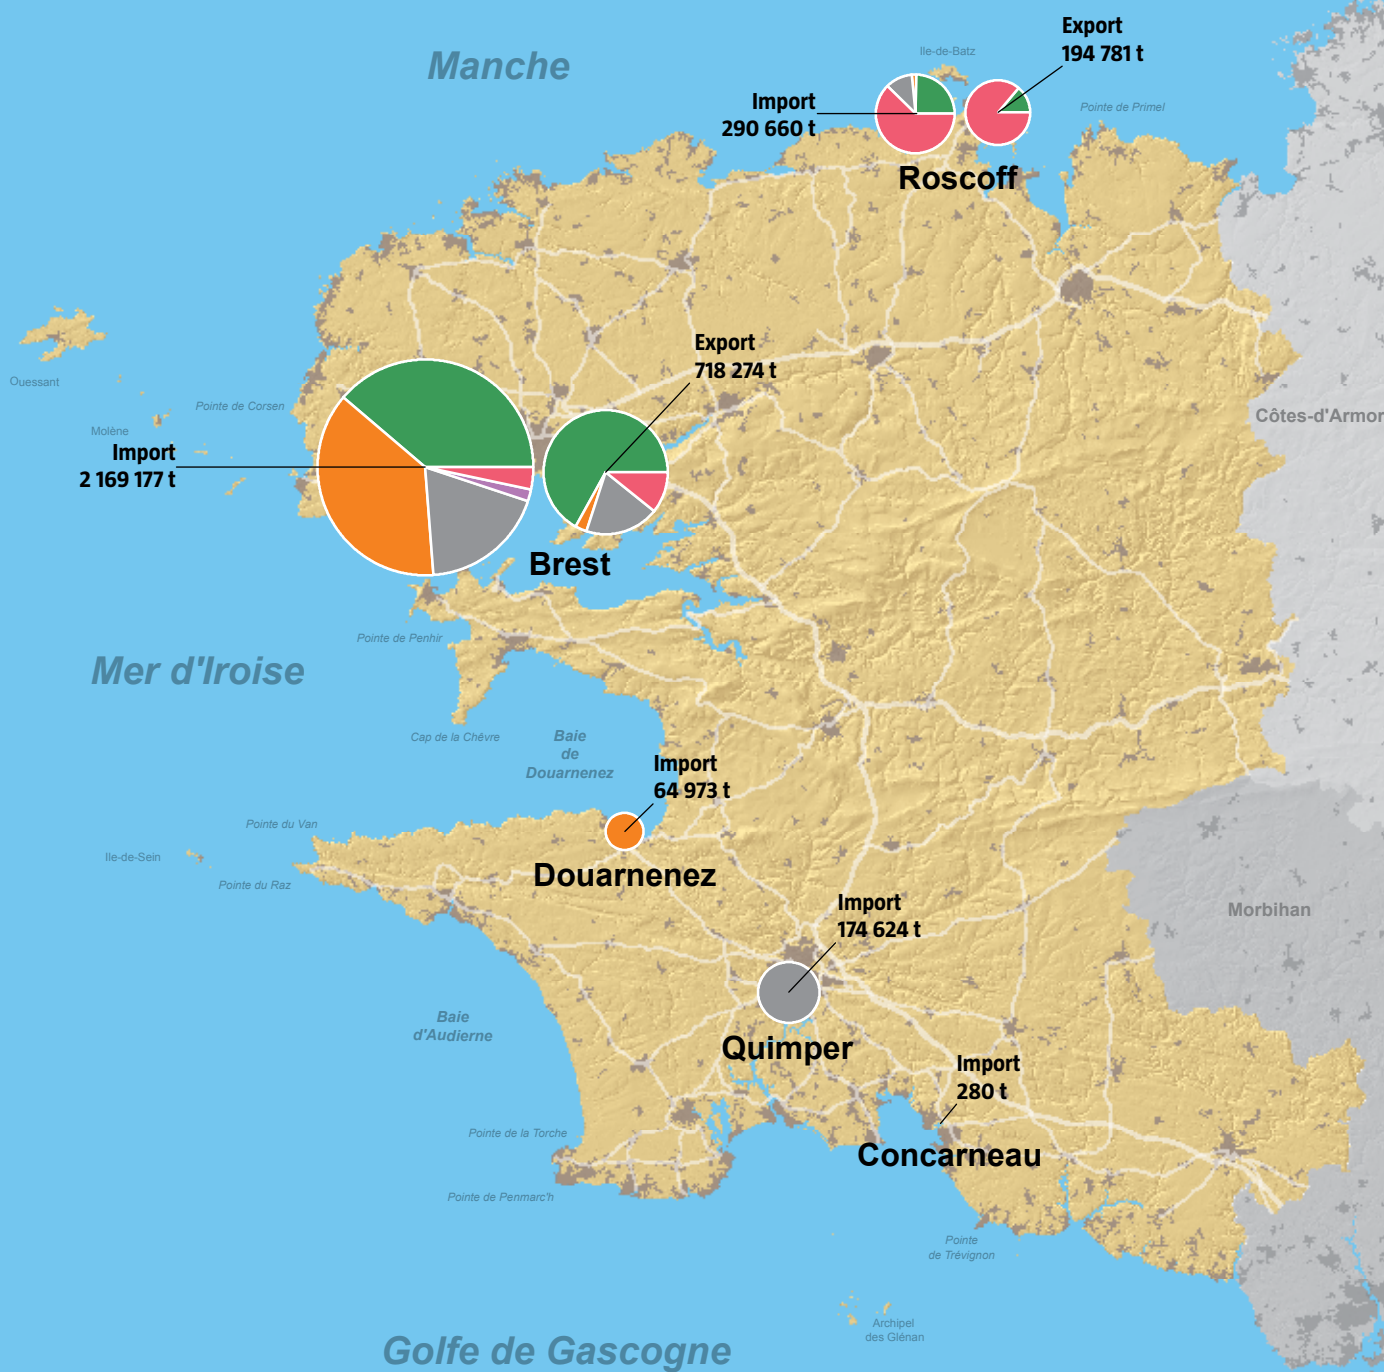 Export
194 781 t
Ile-de-Batz
Manche
Import
290 660 t
Pointe de Primel
Roscoff
Export
718 274 t
Ouessant
Pointe de Corsen
Molène
Côtes-d'Armor
Import
2 169 177 t
Brest
Pointe de Penhir
Mer d'Iroise
Cap de la Chèvre
Baie
de
Douarnenez
Import
64 973 t
Pointe du Van
Ile-de-Sein
Pointe du Raz
Douarnenez
Import
174 624 t
Morbihan
Baie
d'Audierne
Quimper
Import
280 t
Pointe de la Torche
Concarneau
Pointe de Penmarc'h
Pointe
de Trévignon
Archipel
des Glénan
Golfe de Gascogne